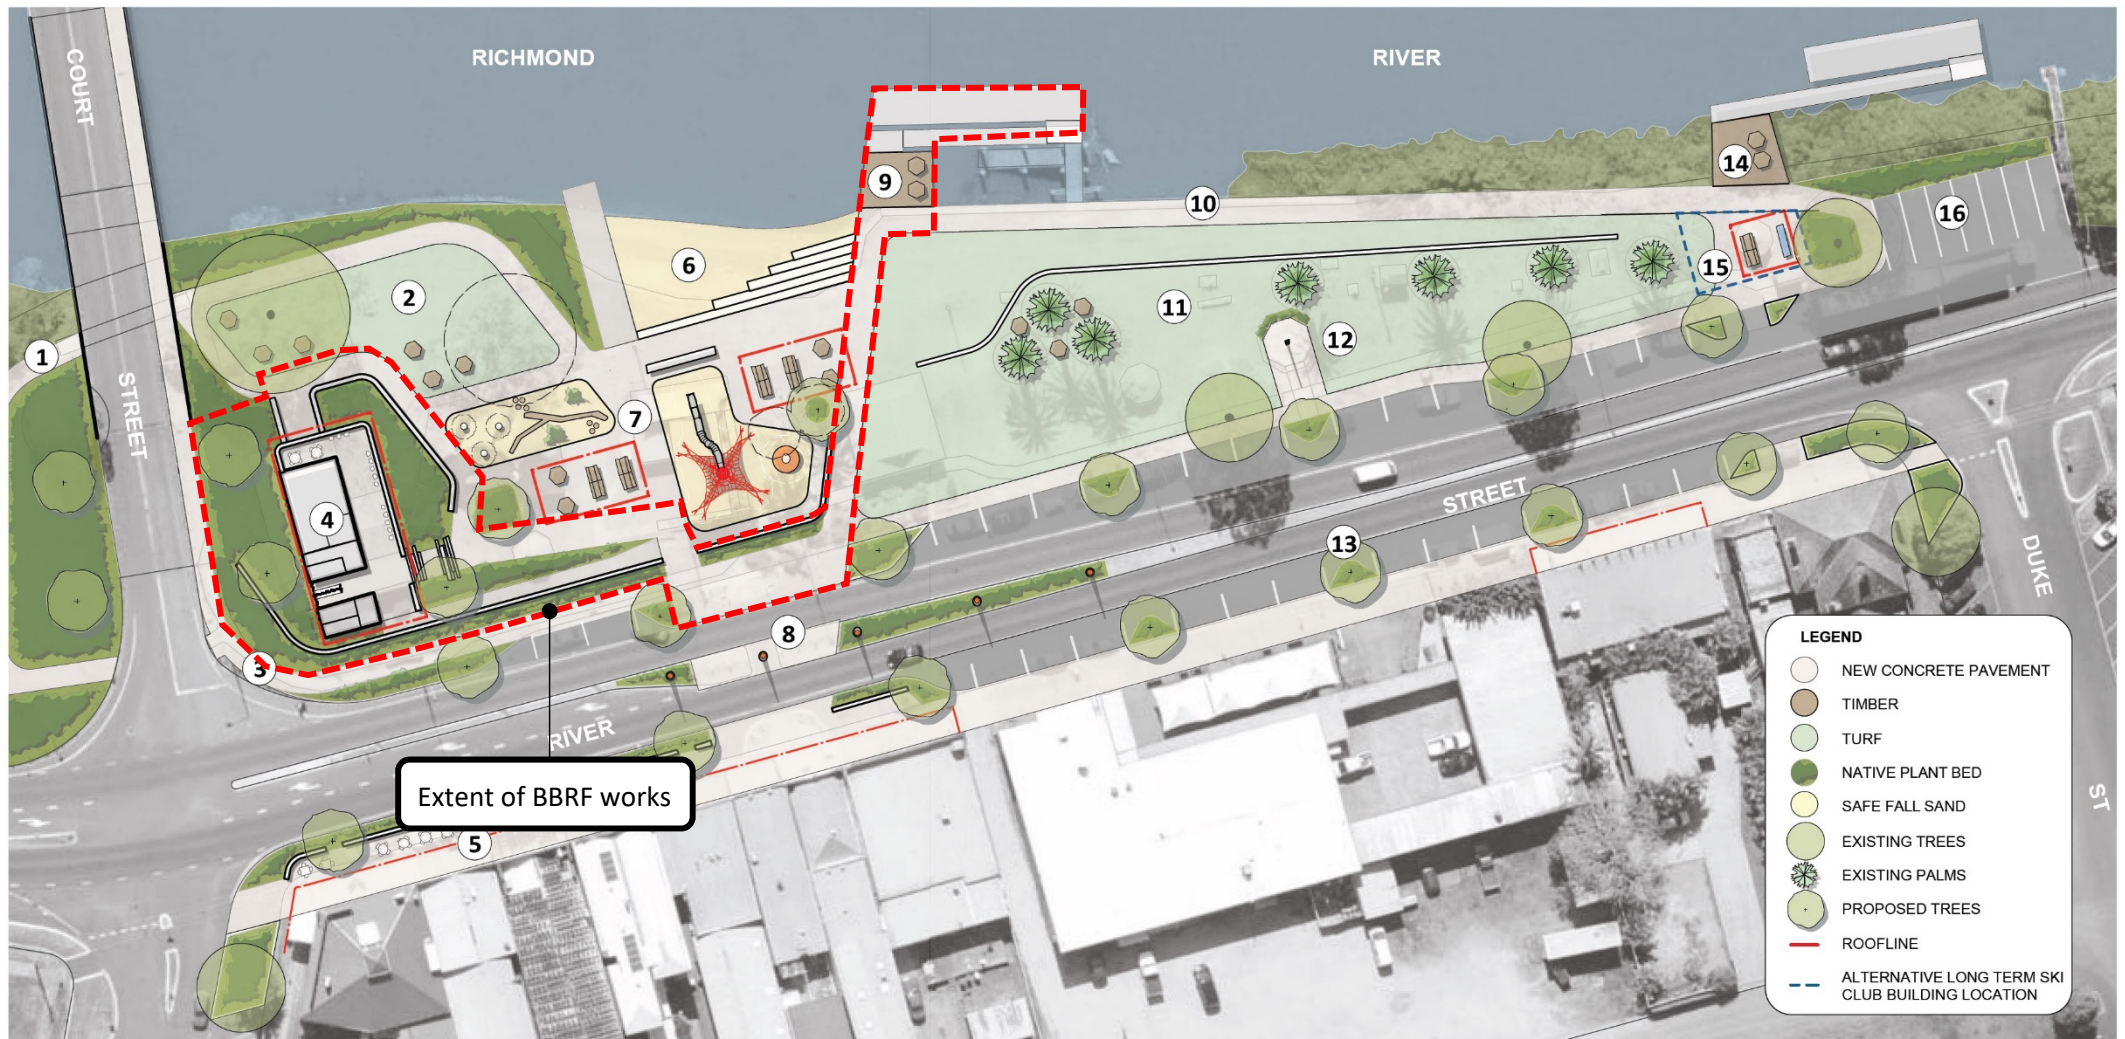 RICHMOND
RIVER
COURT
STREET
1
2
3
4
5
6
7
8
9
10
11
12
13
14
15
16
RIVER
STREET
DUKE
ST
Extent of BBRF works
LEGEND
NEW CONCRETE PAVEMENT
TIMBER
TURF
NATIVE PLANT BED
SAFE FALL SAND
EXISTING TREES
EXISTING PALMS
PROPOSED TREES
ROOFLINE
ALTERNATIVE LONG TERM SKI
CLUB BUILDING LOCATION